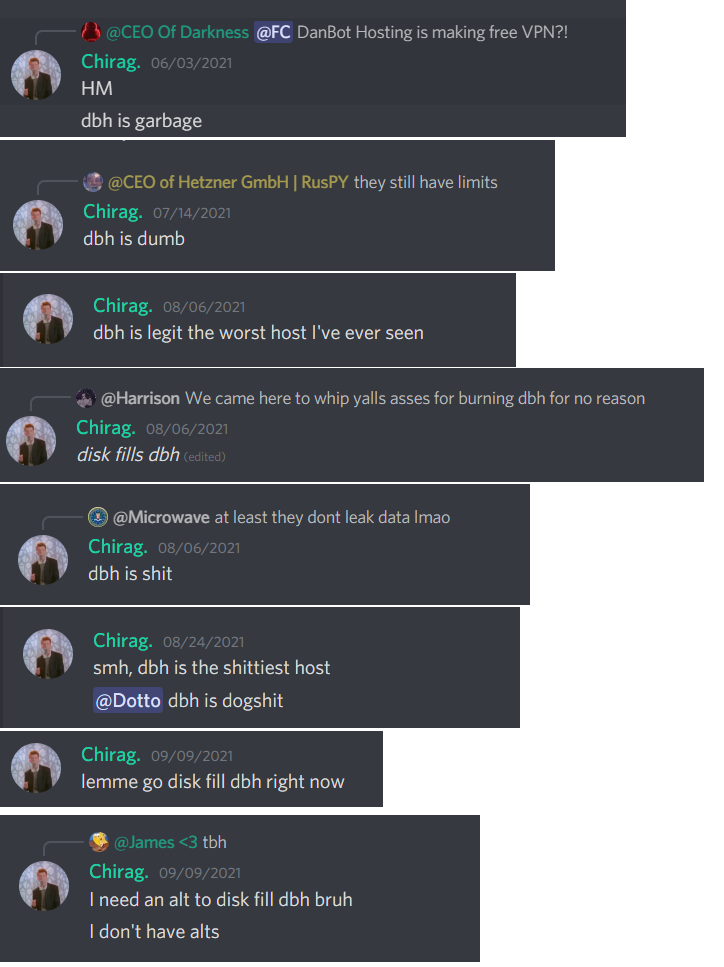 @CEO Of Darkness @FC DanBot Hosting is making free VPN?!
Chirag. 06/03/2021
HM
dbh is garbage
@CEO of Hetzner GmbH | RusPY they still have limits
Chirag. 07/14/2021
dbh is dumb
Chirag. 08/06/2021
dbh is legit the worst host I've ever seen
@Harrison We came here to whip yalls asses for burning dbh for no reason
Chirag. 08/06/2021
disk fills dbh (edited)
@Microwave at least they dont leak data lmao
Chirag. 08/06/2021
dbh is shit
Chirag. 08/24/2021
smh, dbh is the shittiest host
@Dotto dbh is dogshit
Chirag. 09/09/2021
lemme go disk fill dbh right now
@James <3 tbh
Chirag. 09/09/2021
I need an alt to disk fill dbh bruh
I don't have alts